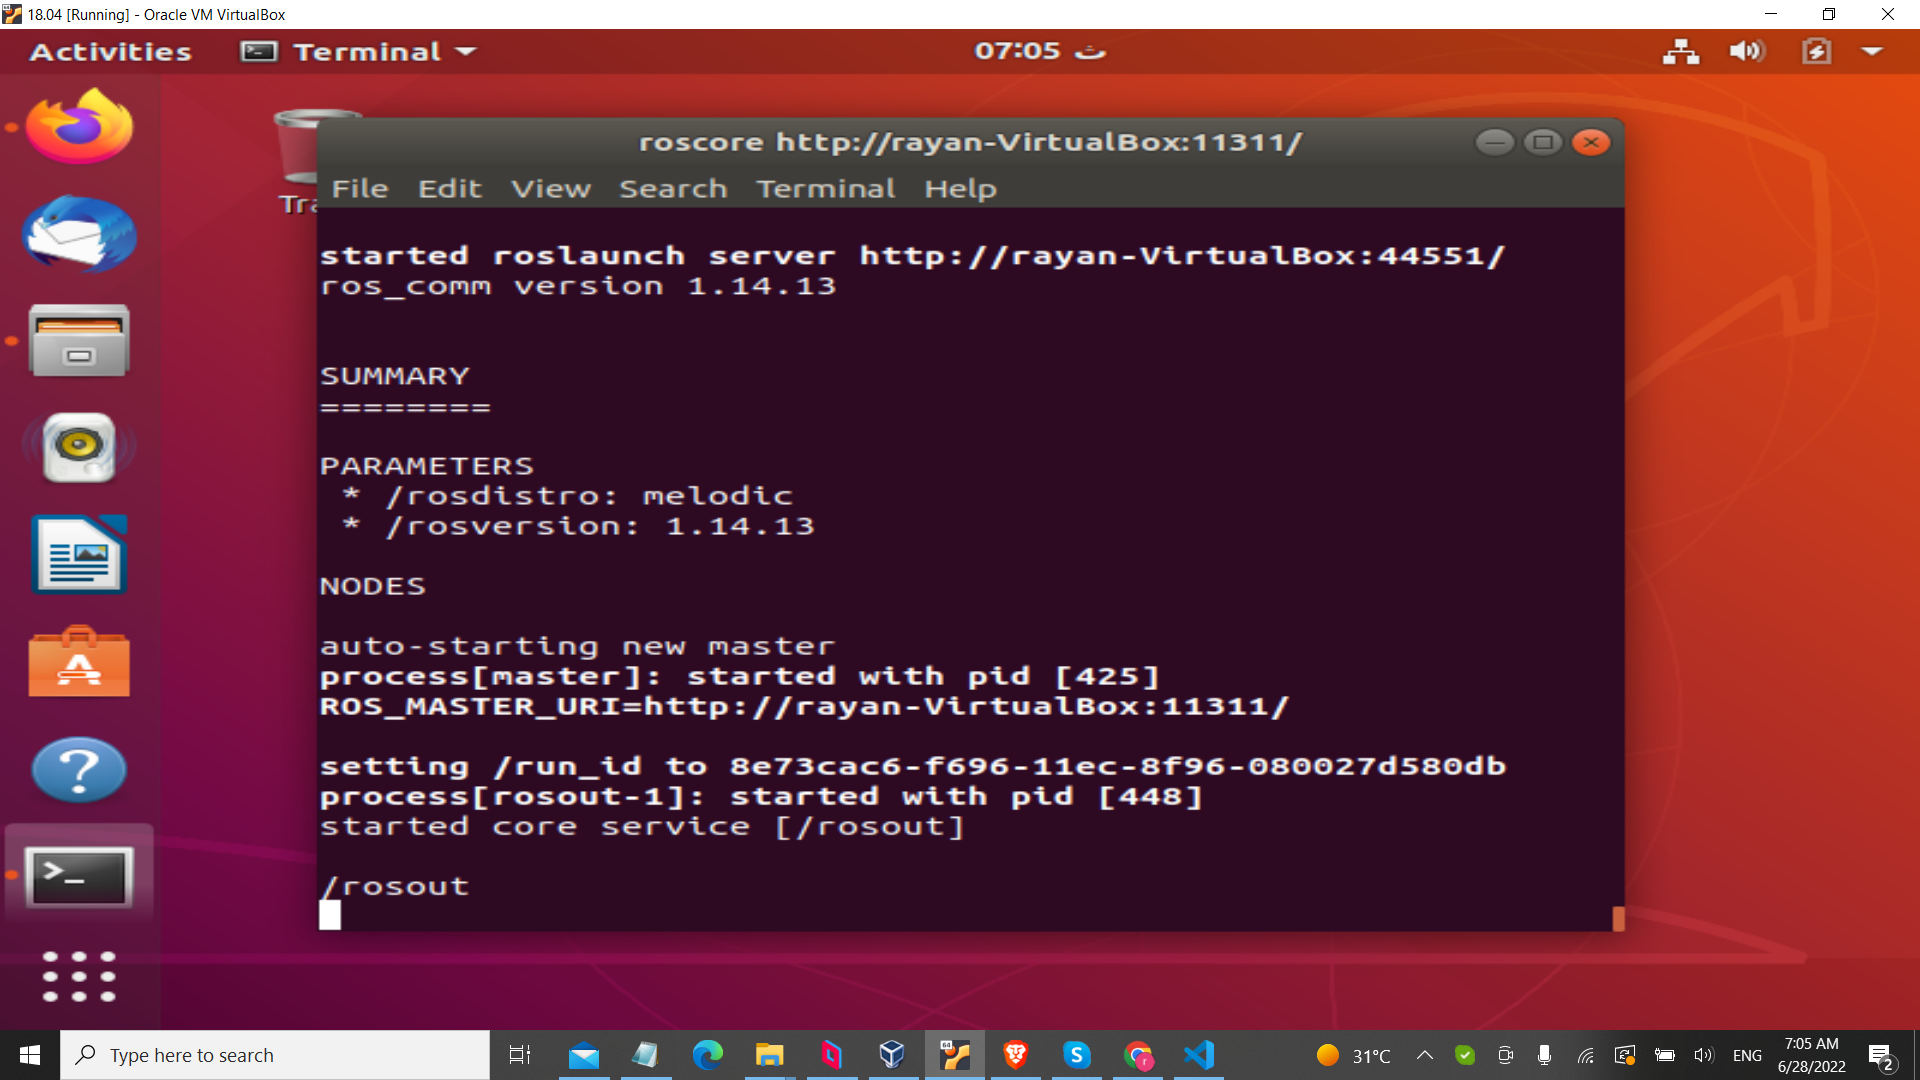 18.04 [Running] - Oracle VM VirtualBox
Activities
Terminal
07:05 ث
roscore http://rayan-VirtualBox:11311/
File Edit View Search Terminal Help
started roslaunch server http://rayan-VirtualBox:44551/
ros_comm version 1.14.13
SUMMARY
========
PARAMETERS
* /rosdistro: melodic
* /rosversion: 1.14.13
NODES
auto-starting new master
process[master]: started with pid [425]
ROS_MASTER_URI=http://rayan-VirtualBox:11311/
setting /run_id to 8e73cac6-f696-11ec-8f96-080027d580db
process[rosout-1]: started with pid [448]
started core service [/rosout]
/rosout
Type here to search
64
31°C
ENG
7:05 AM
6/28/2022
2